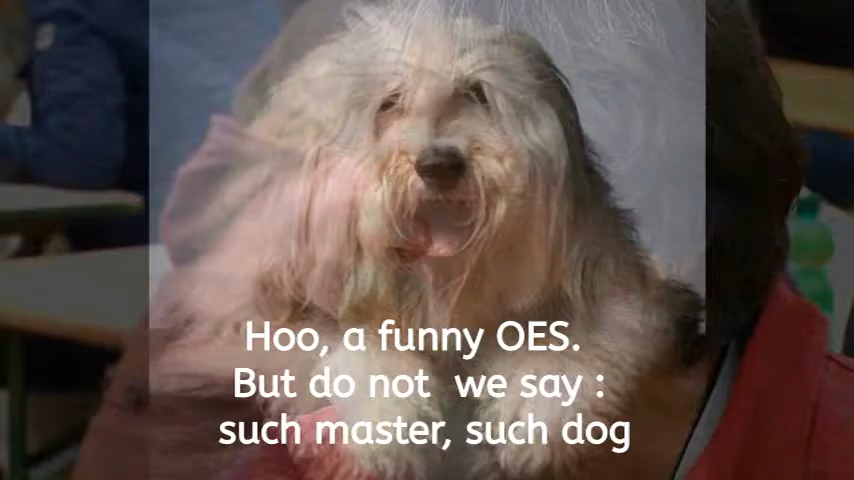 Hoo, a funny OES.
But do not we say :
such master, such dog